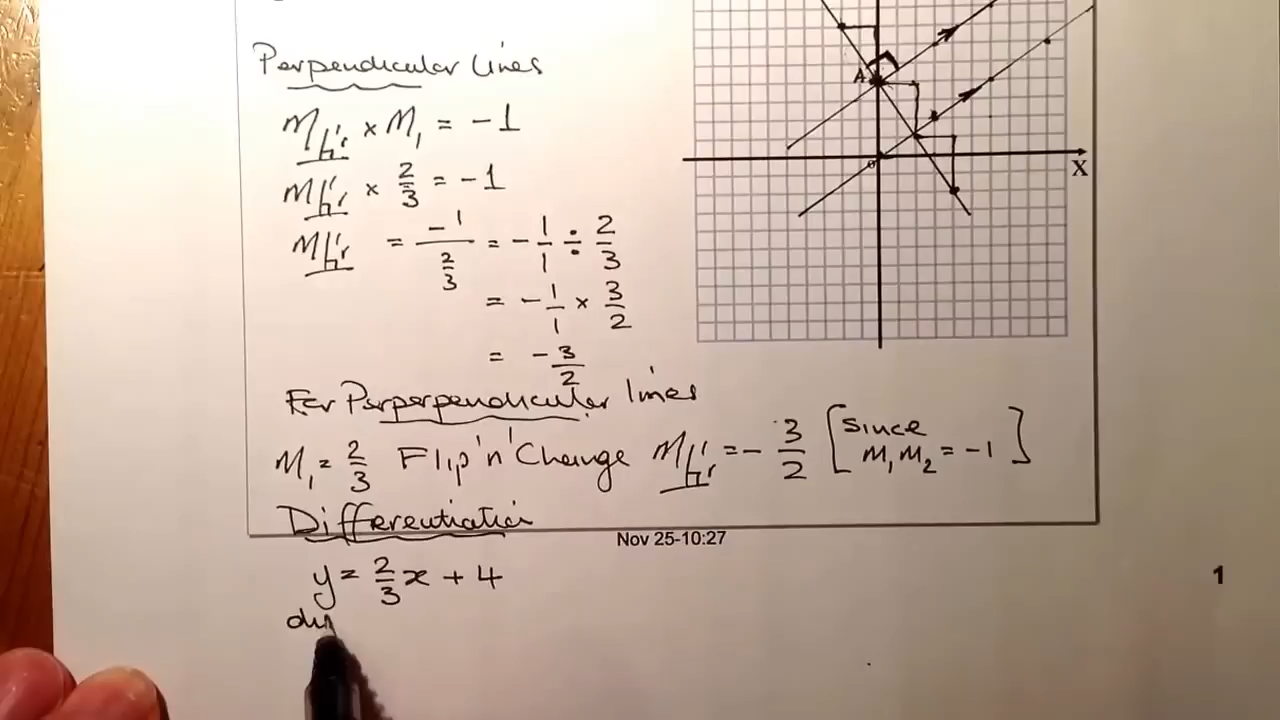 Perpendicular lines
A
M⊥'r × M₁ = -1
X
M⊥'r × 2/3 = -1
M⊥'r = -1/(2/3) = -1/1 ÷ 2/3
= -1/1 × 3/2
= -3/2
For Perperpendicular lines
M₁ = 2/3 Flip 'n' Change M⊥'r = -3/2 [since M₁M₂ = -1]
Differentiation
Nov 25-10:27
y = 2/3x + 4
1
dy